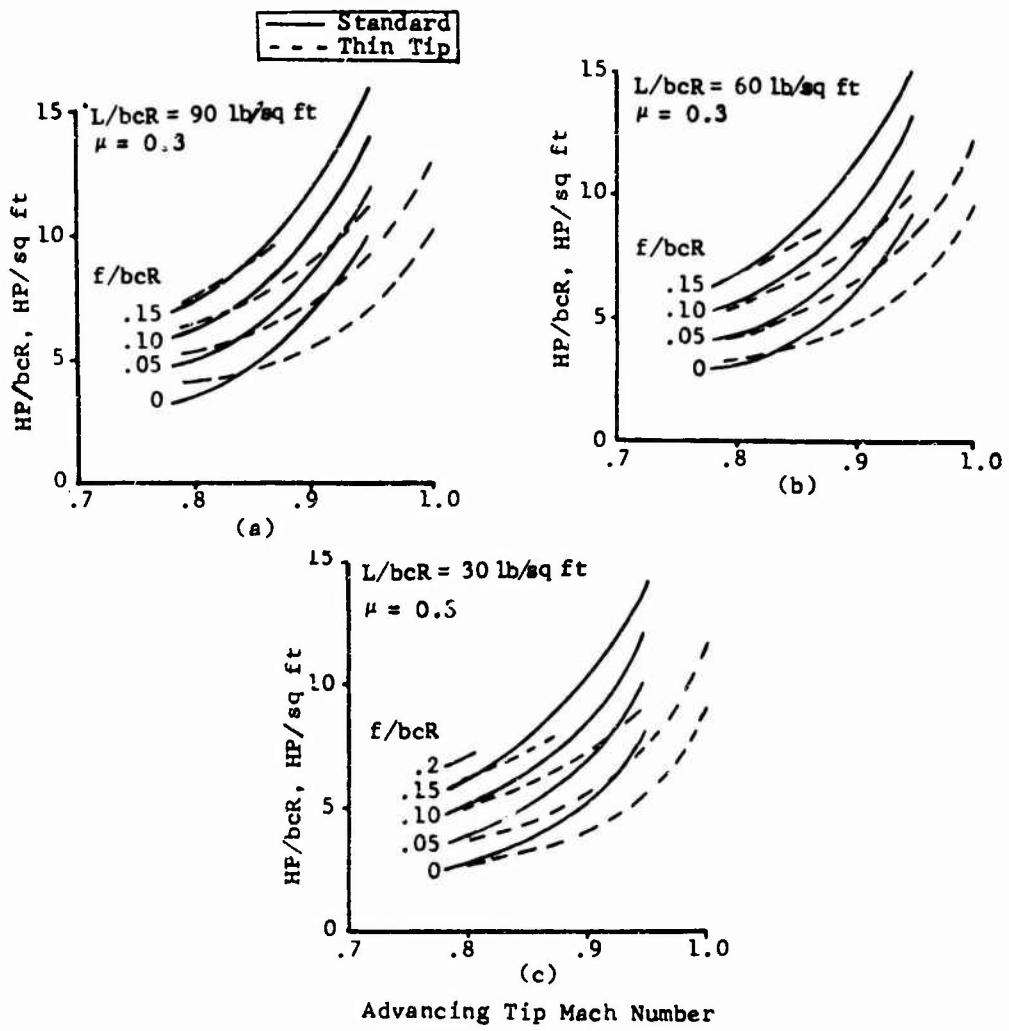 Standard
Thin Tip
L/bcR = 90 lb/sq ft
μ = 0.3
HP/bcR, HP/sq ft
15
10
5
0
f/bcR
.15
.10
.05
0
.7
.8
.9
1.0
(a)
L/bcR = 60 lb/sq ft
μ = 0.3
HP/bcR, HP/sq ft
15
10
5
0
f/bcR
.15
.10
.05
0
.7
.8
.9
1.0
(b)
L/bcR = 30 lb/sq ft
μ =
HP/bcR, HP/sq ft
15
10
5
0
f/bcR
.2
.15
.10
.05
0
.7
.8
.9
1.0
(c)
Advancing Tip Mach Number